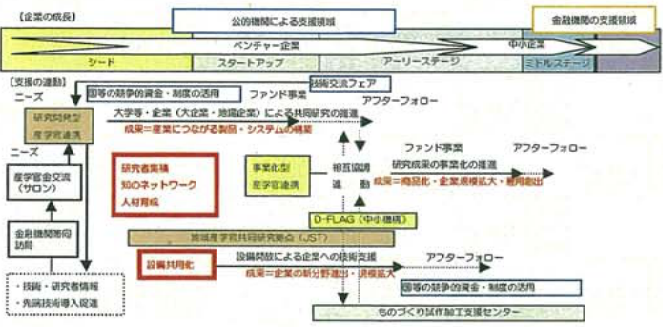 【企業の成長】
公的機関による支援領域
金融機関の支援領域
ベンチャー企業
中小企業
シード
スタートアップ
アーリーステージ
ミドルステージ
【支援の連動】
技術交流フェア
ニーズ
国等の競争的資金・制度の活用
ファンド事業
アフターフォロー
研究開発型
産学官連携
大学等・企業（大企業・地場企業）による共同研究の推進
成果＝産業につながる製品・システムの構築
ニーズ
産学官金交流
（サロン）
研究者集積
知のネットワーク
人材育成
事業化型
産学官連携
相互協調
連 動
ファンド事業
アフターフォロー
研究成果の事業化の推進
成果＝商品化・企業規模拡大・雇用創出
D-FLAG（中小機構）
金融機関等向
訪問
地域産学官共同研究拠点（JST）
設備共用化
設備開放による企業への技術支援
アフターフォロー
成果＝企業の新分野進出・規模拡大
・技術・研究者情報
・先端技術導入促進
国等の競争的資金・制度の活用
ものづくり試作加工支援センター